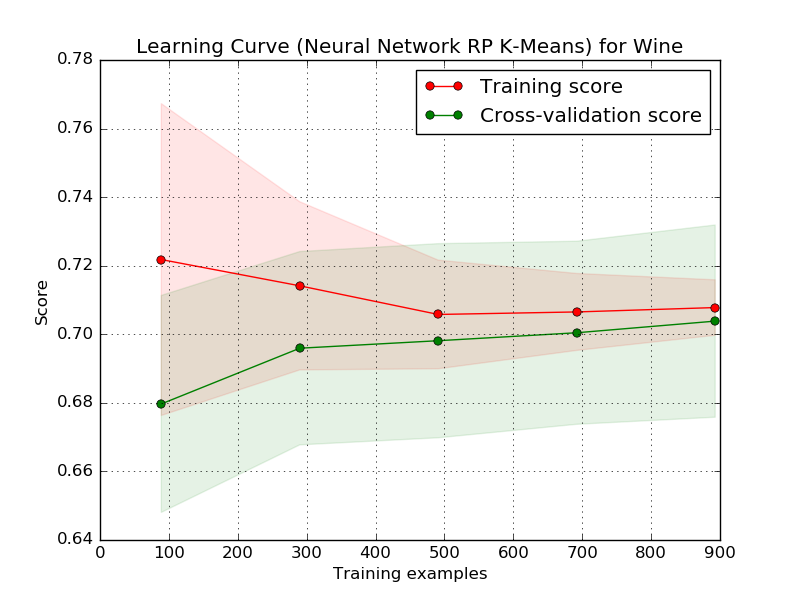 Learning Curve (Neural Network RP K-Means) for Wine
0.78
0.76
0.74
0.72
0.70
0.68
0.66
0.64
Score
Training score
Cross-validation score
0 100 200 300 400 500 600 700 800 900
Training examples